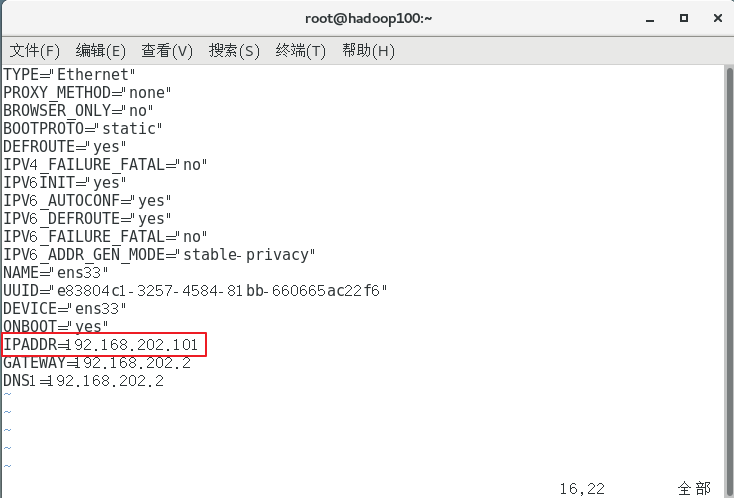 root@hadoop100:~
文件(F) 编辑(E) 查看(V) 搜索(S) 终端(T) 帮助(H)
TYPE="Ethernet"
PROXY_METHOD="none"
BROWSER_ONLY="no"
BOOTPROTO="static"
DEFROUTE="yes"
IPV4_FAILURE_FATAL="no"
IPV6INIT="yes"
IPV6_AUTOCONF="yes"
IPV6_DEFROUTE="yes"
IPV6_FAILURE_FATAL="no"
IPV6_ADDR_GEN_MODE="stable-privacy"
NAME="ens33"
UUID="e83804c1-3257-4584-81bb-660665ac22f6"
DEVICE="ens33"
ONBOOT="yes"
IPADDR=192.168.202.101
GATEWAY=192.168.202.2
DNS1=192.168.202.2
~
~
~
~
~
16,22 全部